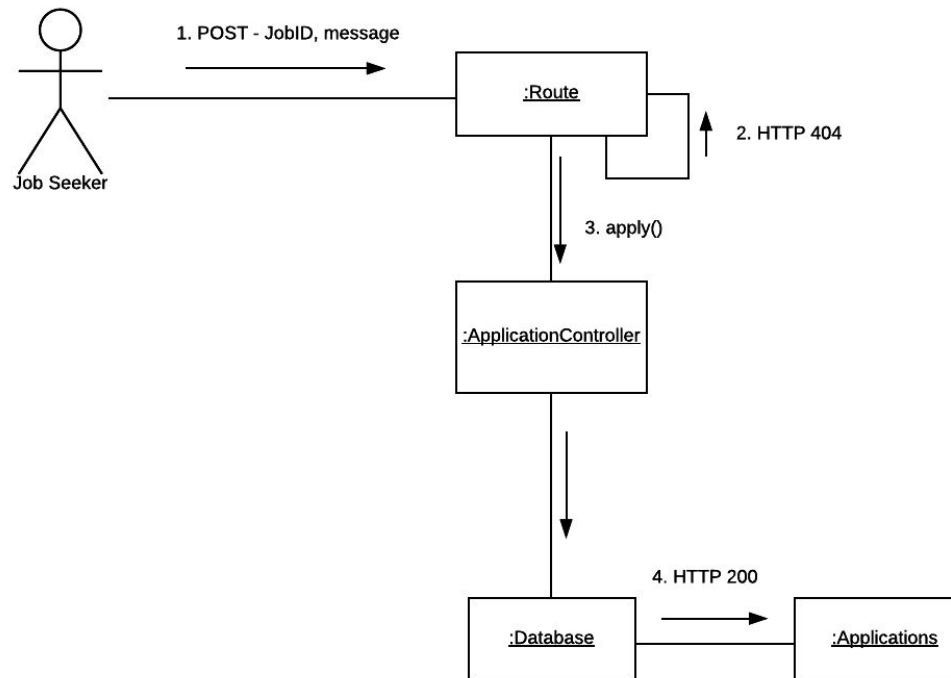 1. POST - JobID, message
:Route
2. HTTP 404
Job Seeker
3. apply()
:ApplicationController
4. HTTP 200
:Database
:Applications